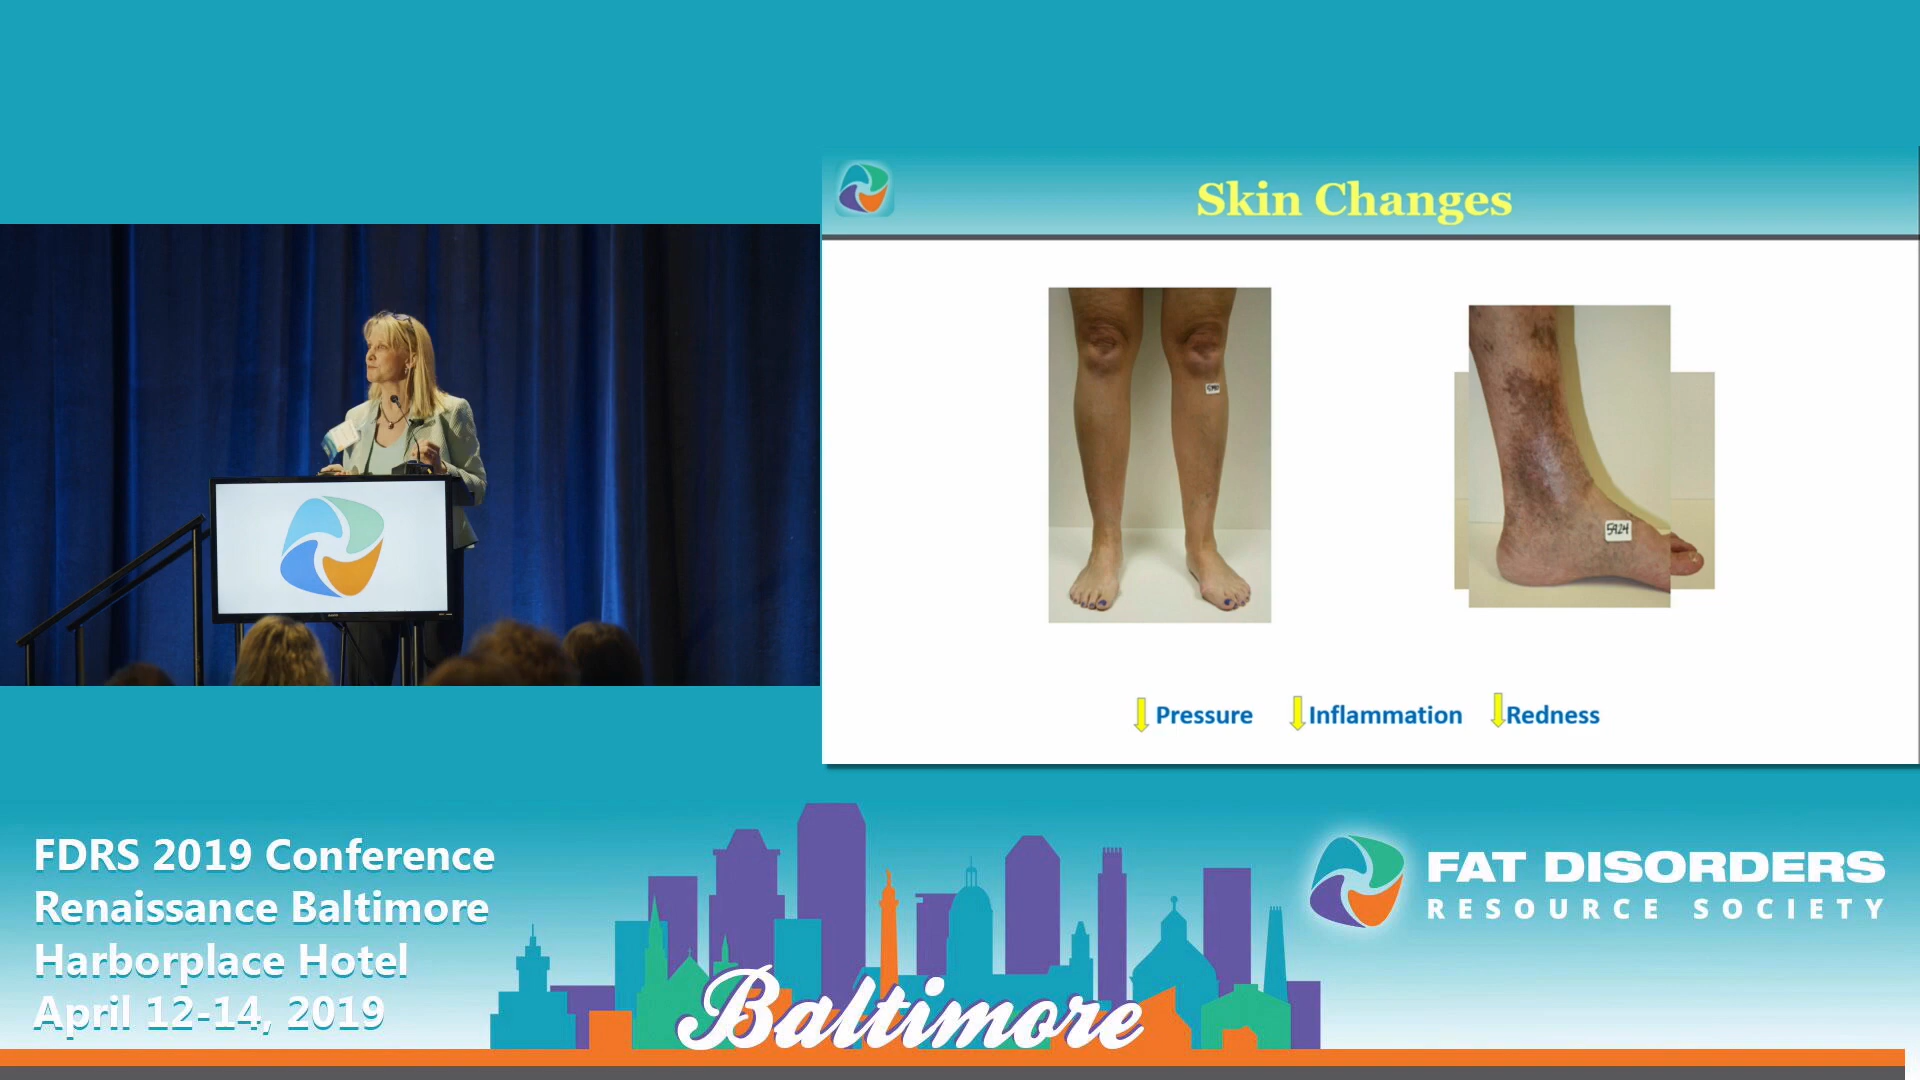 Skin Changes
5924
Pressure Inflammation Redness
FDRS 2019 Conference
Renaissance Baltimore
Harborplace Hotel
April 12-14, 2019
Baltimore
FAT DISORDERS
RESOURCE SOCIETY